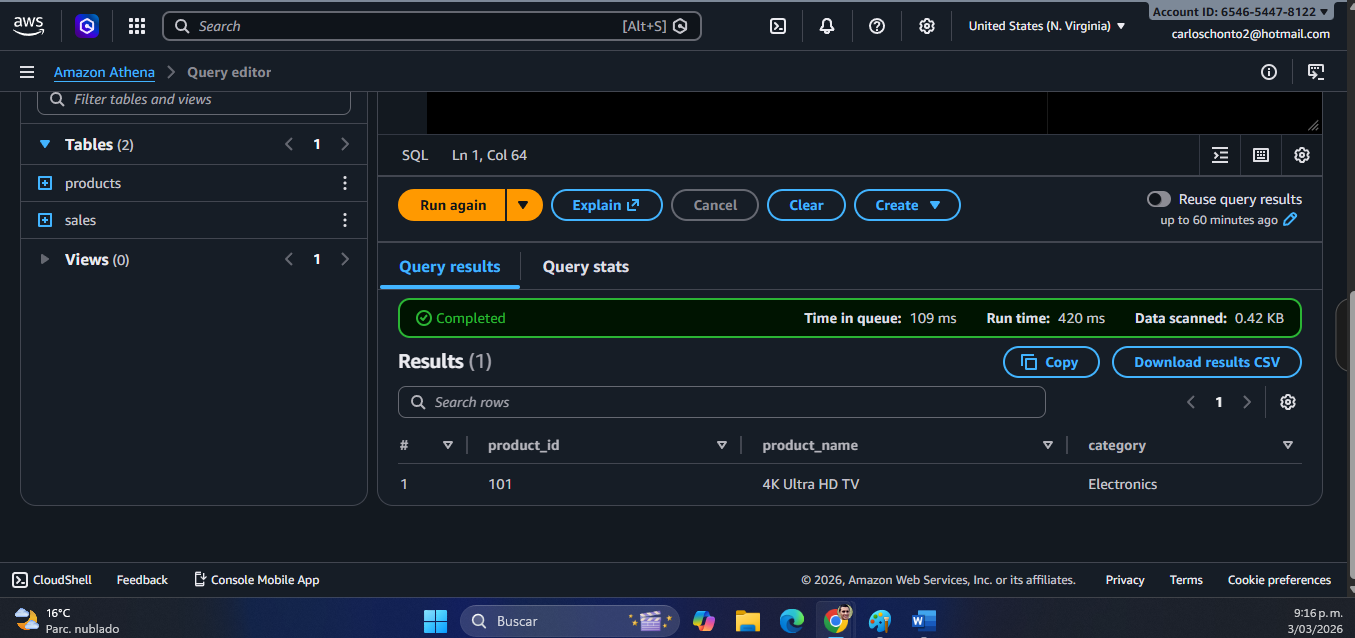 aws
Search
[Alt+S]
United States (N. Virginia)
Account ID: 6546-5447-8122
carloschonto2@hotmail.com
Amazon Athena
Query editor
Filter tables and views
Tables (2)
1
products
sales
Views (0)
1
SQL Ln 1, Col 64
Run again
Explain
Cancel
Clear
Create
Reuse query results
up to 60 minutes ago
Query results
Query stats
Completed
Time in queue: 109 ms
Run time: 420 ms
Data scanned: 0.42 KB
Results (1)
Copy
Download results CSV
Search rows
1
# product_id product_name category
1 101 4K Ultra HD TV Electronics
CloudShell
Feedback
Console Mobile App
© 2026, Amazon Web Services, Inc. or its affiliates.
Privacy
Terms
Cookie preferences
16°C
Parc. nublado
Buscar
9:16 p.m.
3/03/2026